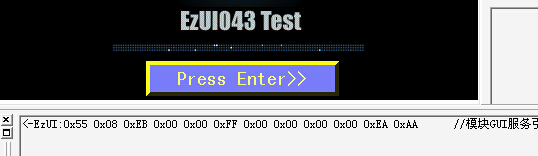 EzUI043 Test
Press Enter>>
<-EzUI:0x55 0x08 0xEB 0x00 0x00 0xFF 0x00 0x00 0x00 0x00 0xEA 0xAA //模块GUI服务